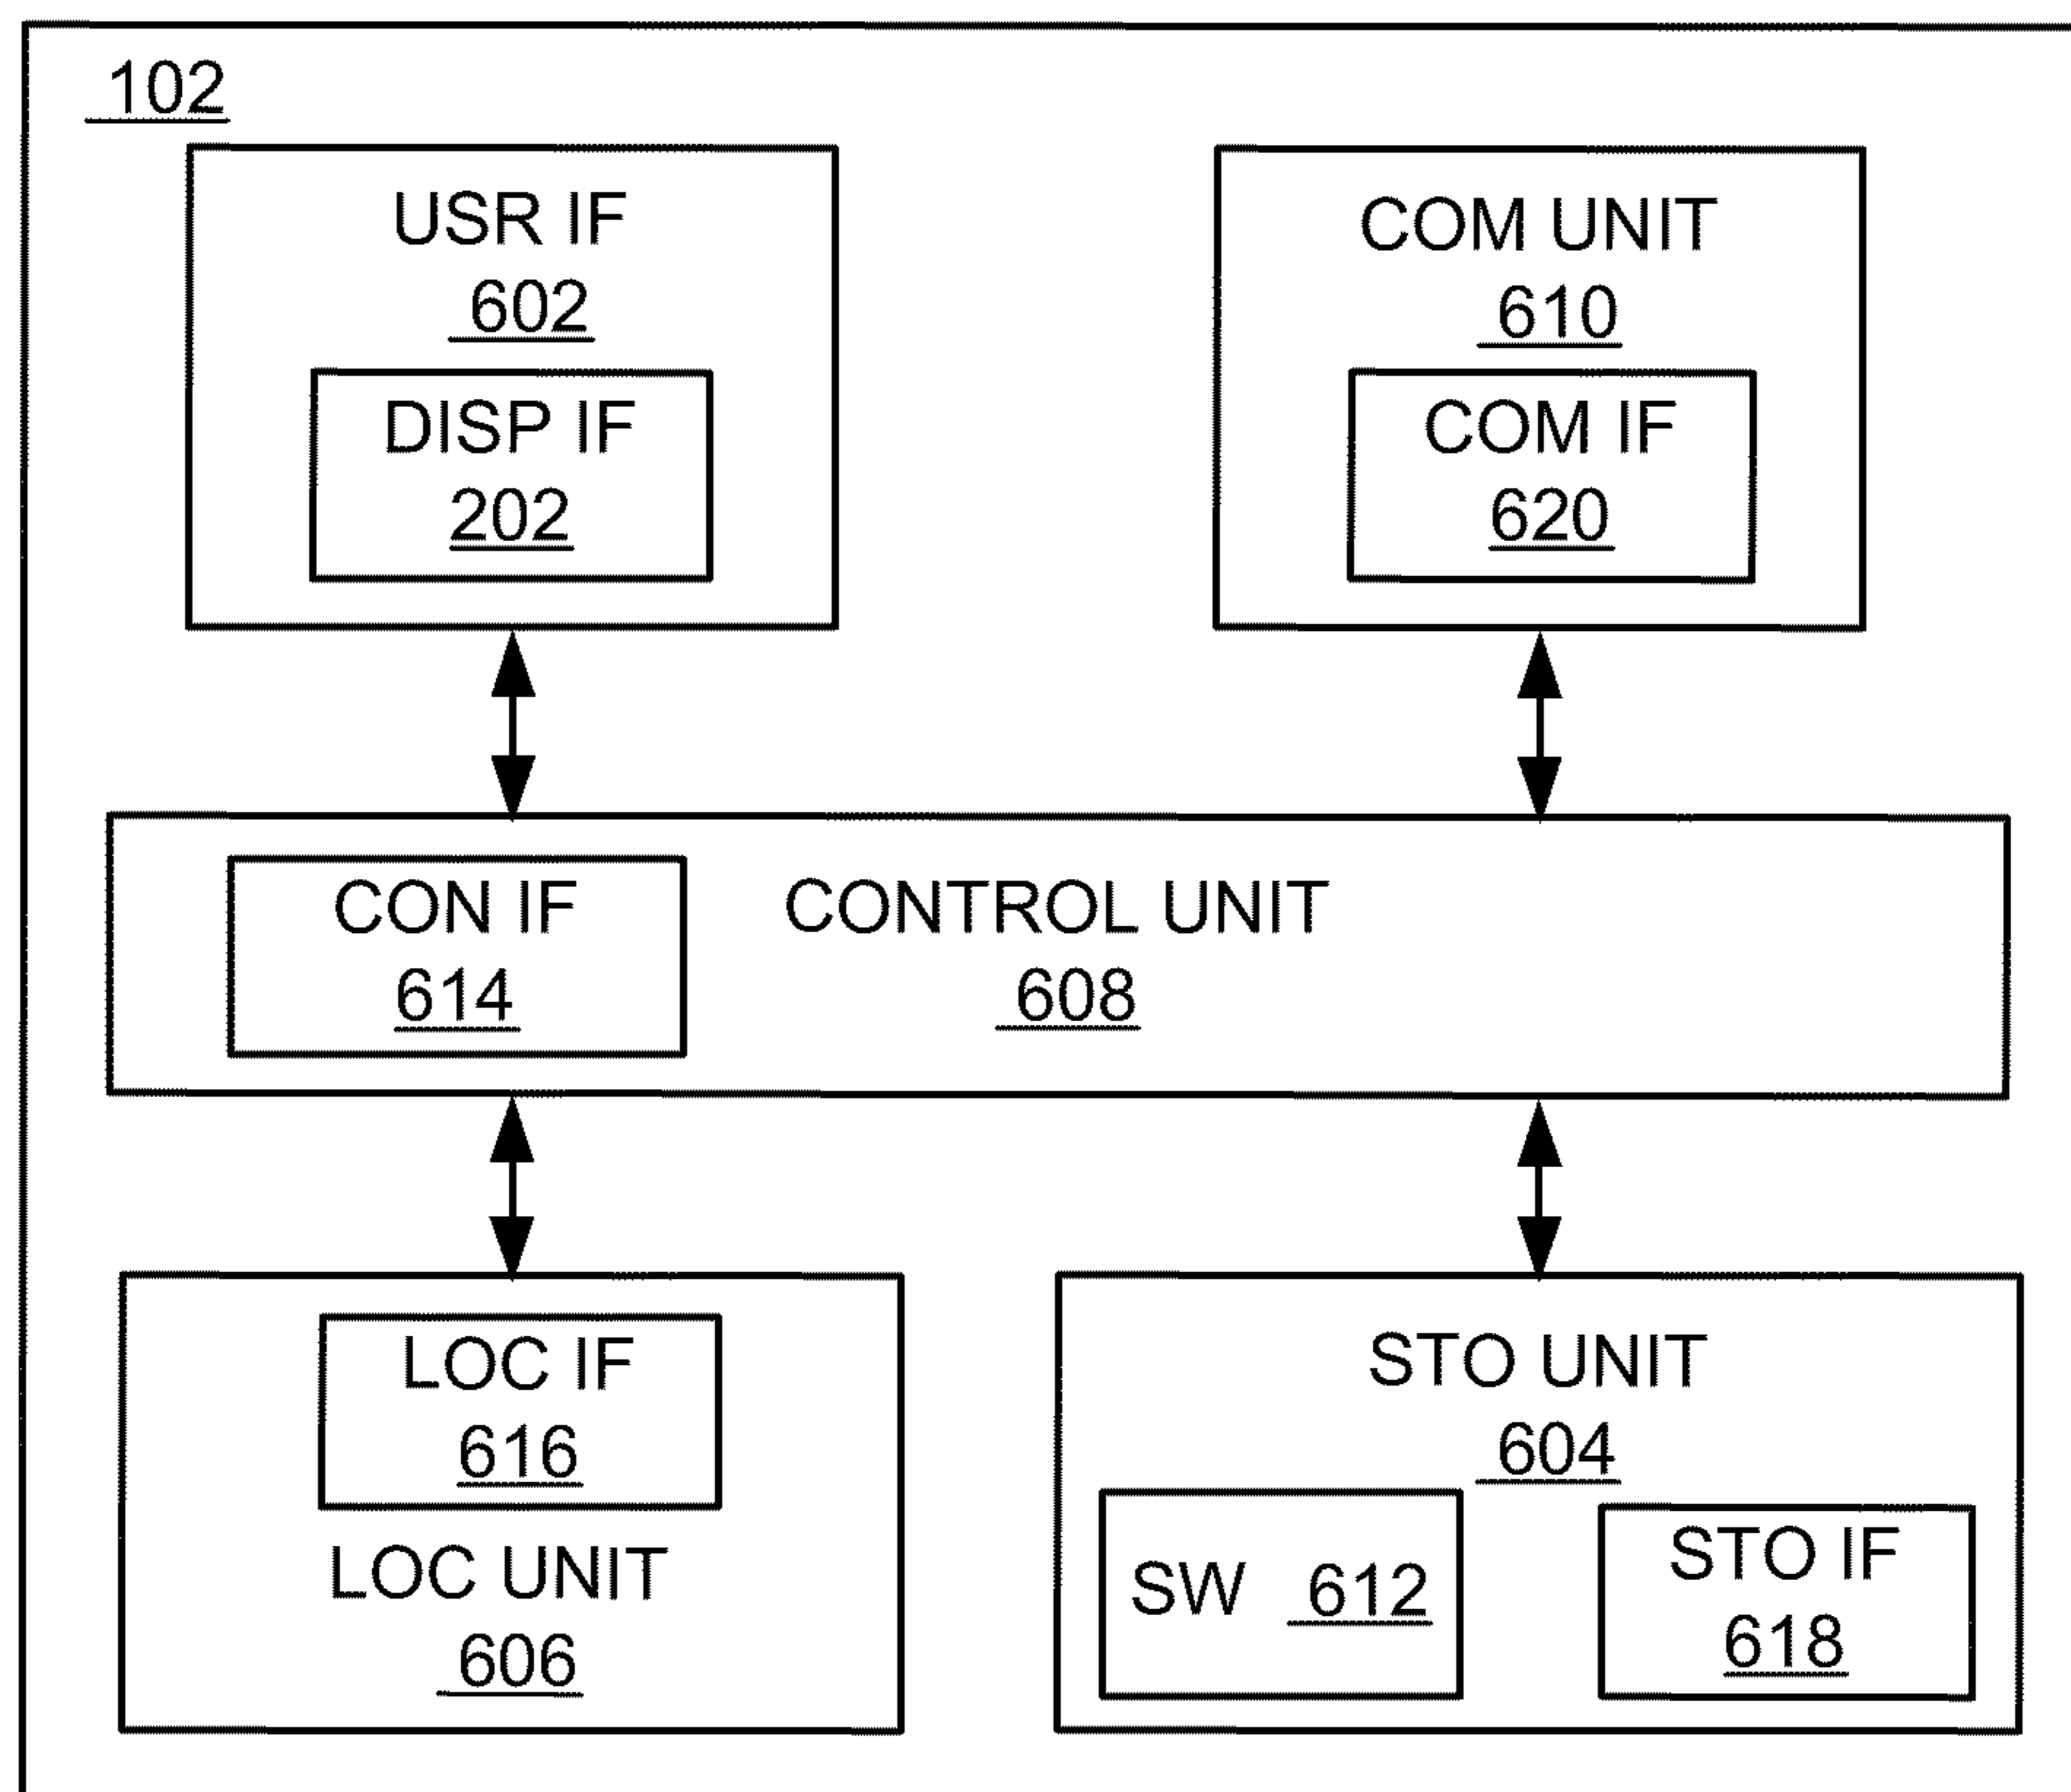 102
USR IF
602
DISP IF
202
COM UNIT
610
COM IF
620
CON IF
614
CONTROL UNIT
608
LOC IF
616
LOC UNIT
606
STO UNIT
604
SW 612
STO IF
618